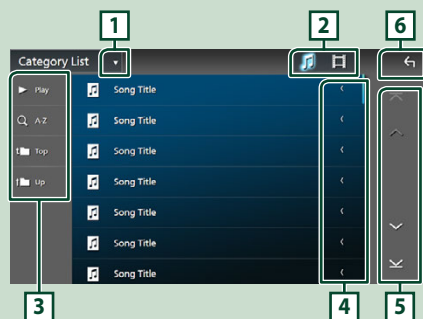 1
2
6
Category List
Play
Song Title
A-Z
Song Title
Top
Song Title
Up
Song Title
Song Title
Song Title
Song Title
3
4
5